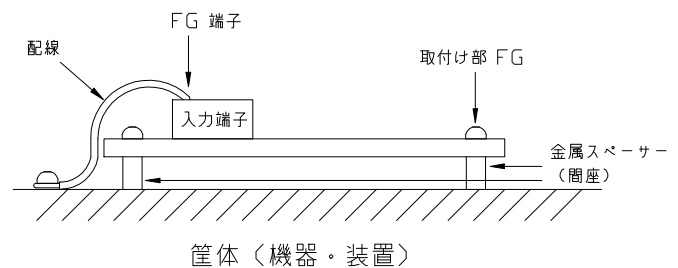 FG 端子
配線
取付け部 FG
入力端子
金属スペーサー
（間座）
筐体（機器・装置）